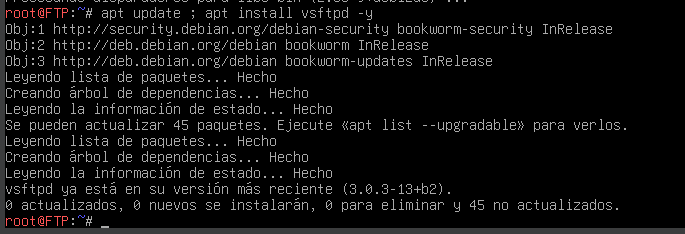 root@FTP:~# apt update ; apt install vsftpd -y
Obj:1 http://security.debian.org/debian-security bookworm-security InRelease
Obj:2 http://deb.debian.org/debian bookworm InRelease
Obj:3 http://deb.debian.org/debian bookworm-updates InRelease
Leyendo lista de paquetes... Hecho
Creando árbol de dependencias... Hecho
Leyendo la información de estado... Hecho
Se pueden actualizar 45 paquetes. Ejecute «apt list --upgradable» para verlos.
Leyendo lista de paquetes... Hecho
Creando árbol de dependencias... Hecho
Leyendo la información de estado... Hecho
vsftpd ya está en su versión más reciente (3.0.3-13+b2).
0 actualizados, 0 nuevos se instalarán, 0 para eliminar y 45 no actualizados.
root@FTP:~# _